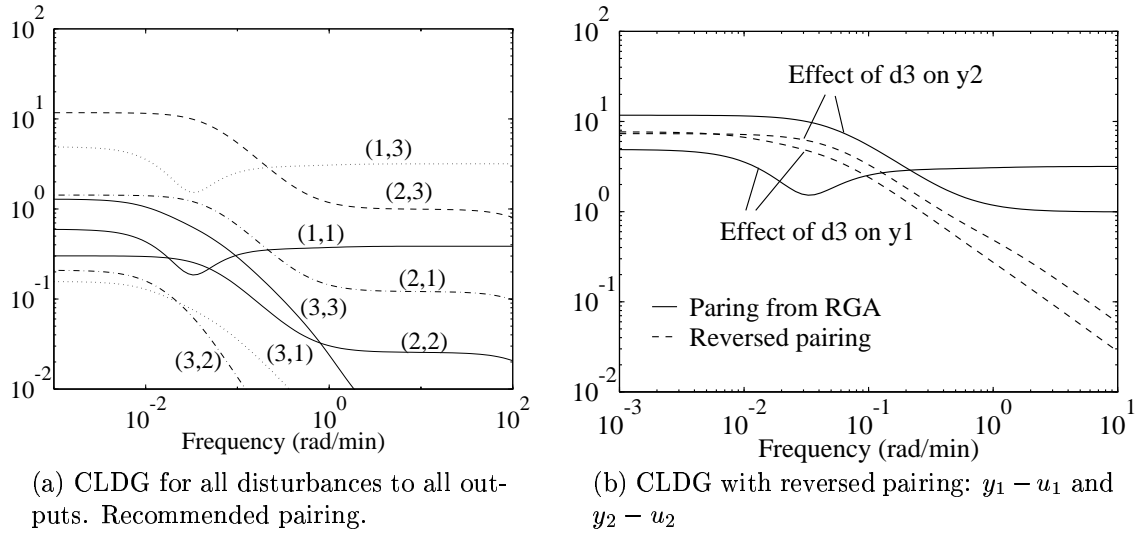 10^2
10^1
10^0
10^-1
10^-2
(1,3)
(2,3)
(1,1)
(2,1)
(3,3)
(2,2)
(3,1)
(3,2)
10^-2
10^0
10^2
Frequency (rad/min)
(a) CLDG for all disturbances to all out-
puts. Recommended pairing.
10^2
10^1
10^0
10^-1
10^-2
Effect of d3 on y2
Effect of d3 on y1
Paring from RGA
Reversed pairing
10^-3
10^-2
10^-1
10^0
10^1
Frequency (rad/min)
(b) CLDG with reversed pairing: y₁ − u₁ and
y₂ − u₂